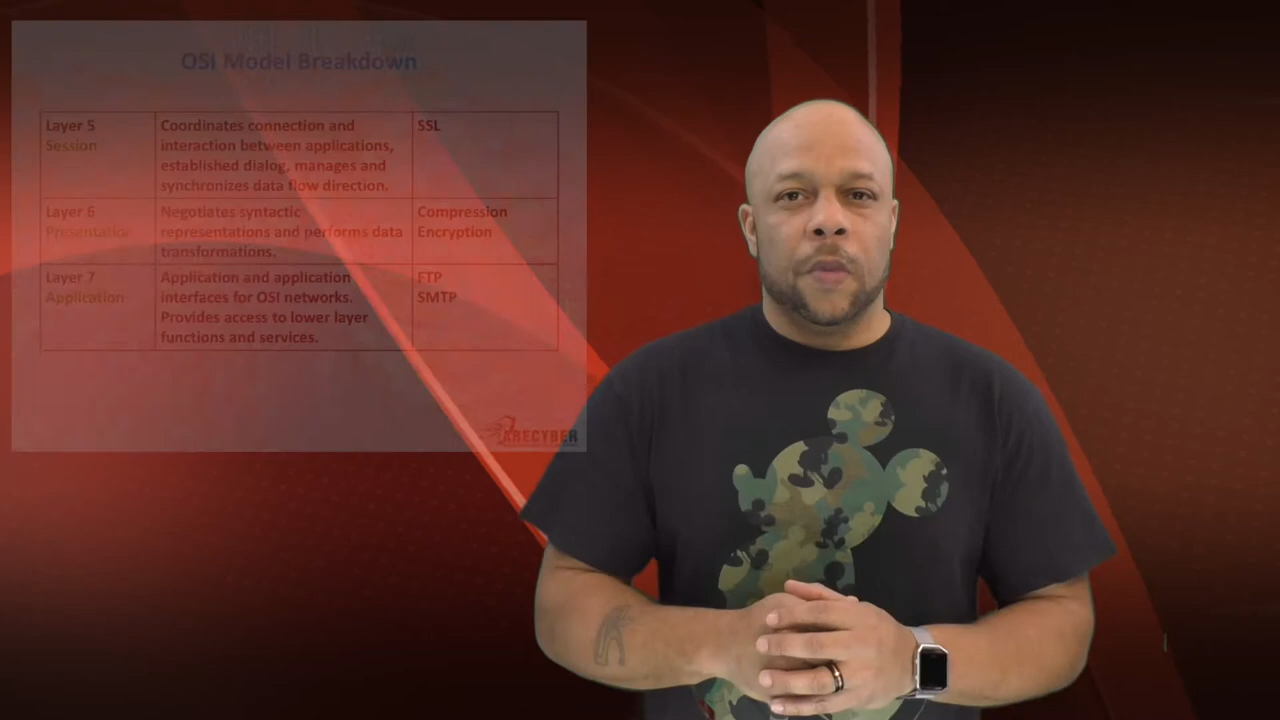 OSI Model Breakdown
Layer 5
Session
Coordinates connection and
interaction between applications,
established dialog, manages and
synchronizes data flow direction.
SSL
Layer 6
Presentation
Negotiates syntactic
representations and performs data
transformations.
Compression
Encryption
Layer 7
Application
Application and application
interfaces for OSI networks.
Provides access to lower layer
functions and services.
FTP
SMTP
ARECYBER